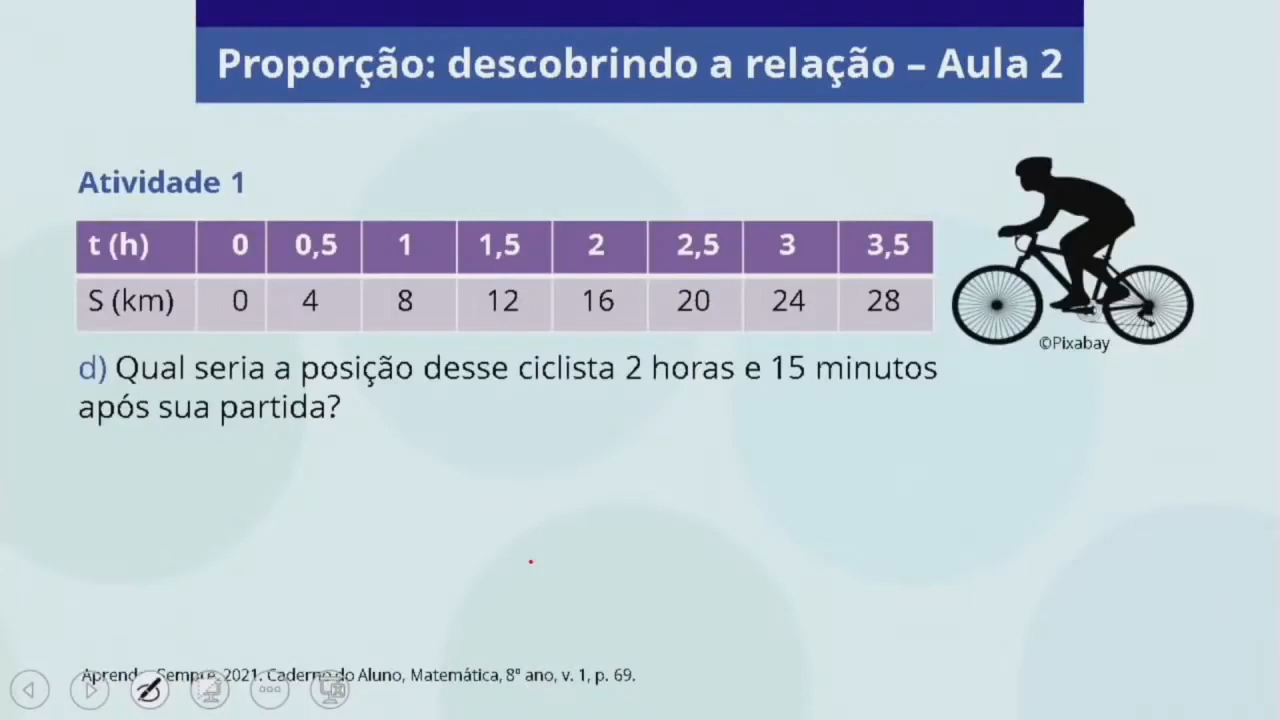 Proporção: descobrindo a relação – Aula 2
Atividade 1
t (h) 0 0,5 1 1,5 2 2,5 3 3,5
S (km) 0 4 8 12 16 20 24 28
©Pixabay
d) Qual seria a posição desse ciclista 2 horas e 15 minutos
após sua partida?
Sempre, 2021. Caderno do Aluno, Matemática, 8º ano, v. 1, p. 69.